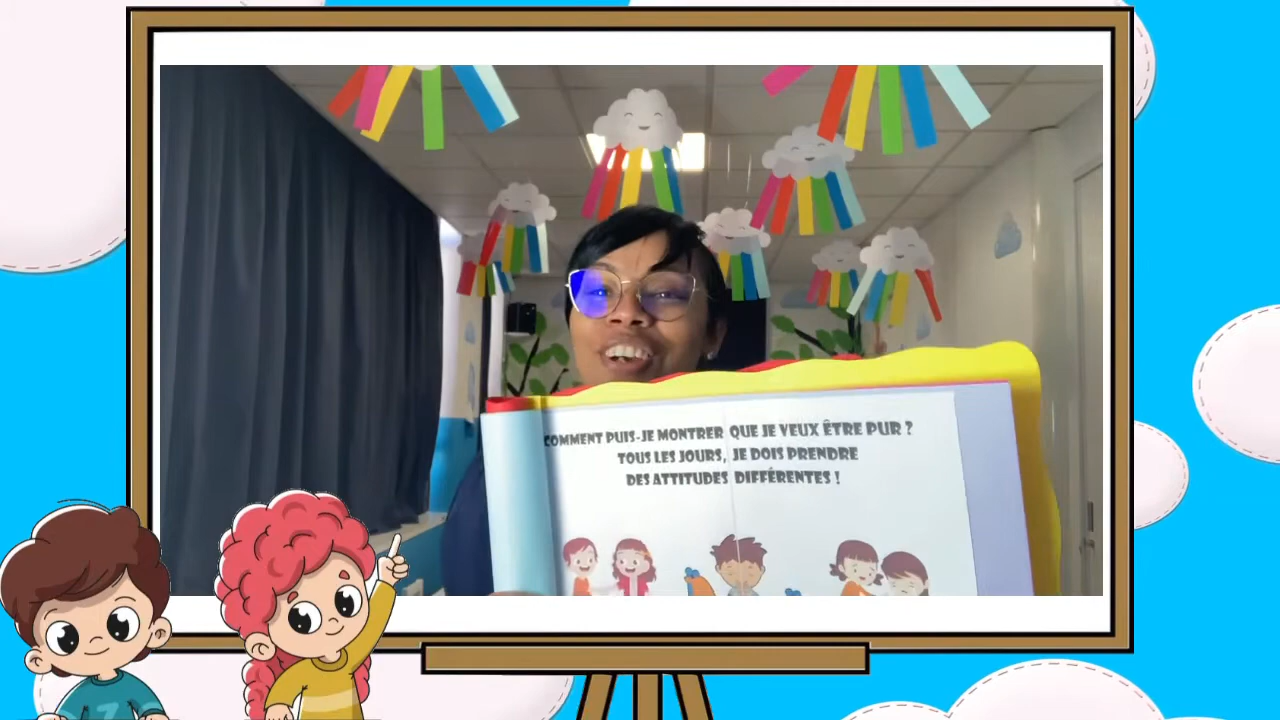 COMMENT PUIS-JE MONTRER QUE JE VEUX ÊTRE PUR ?
TOUS LES JOURS, JE DOIS PRENDRE
DES ATTITUDES DIFFÉRENTES !